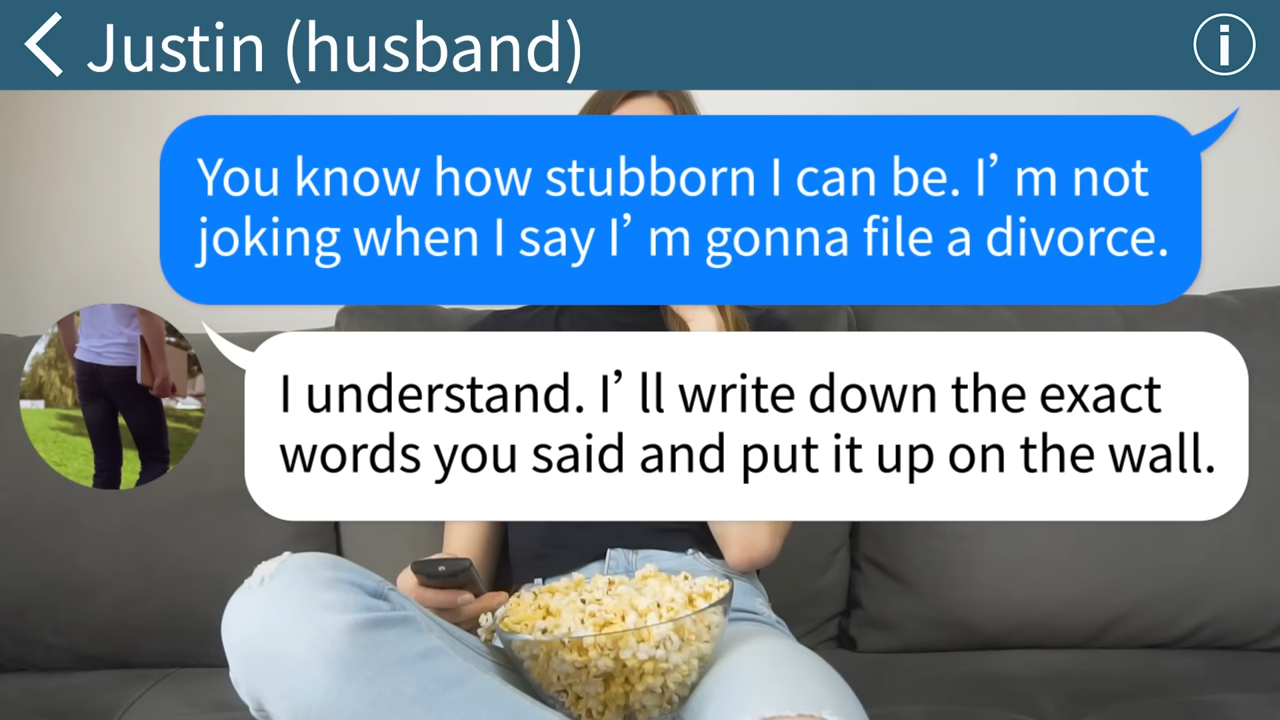 Justin (husband)
You know how stubborn I can be. I’m not
joking when I say I’m gonna file a divorce.
I understand. I’ll write down the exact
words you said and put it up on the wall.